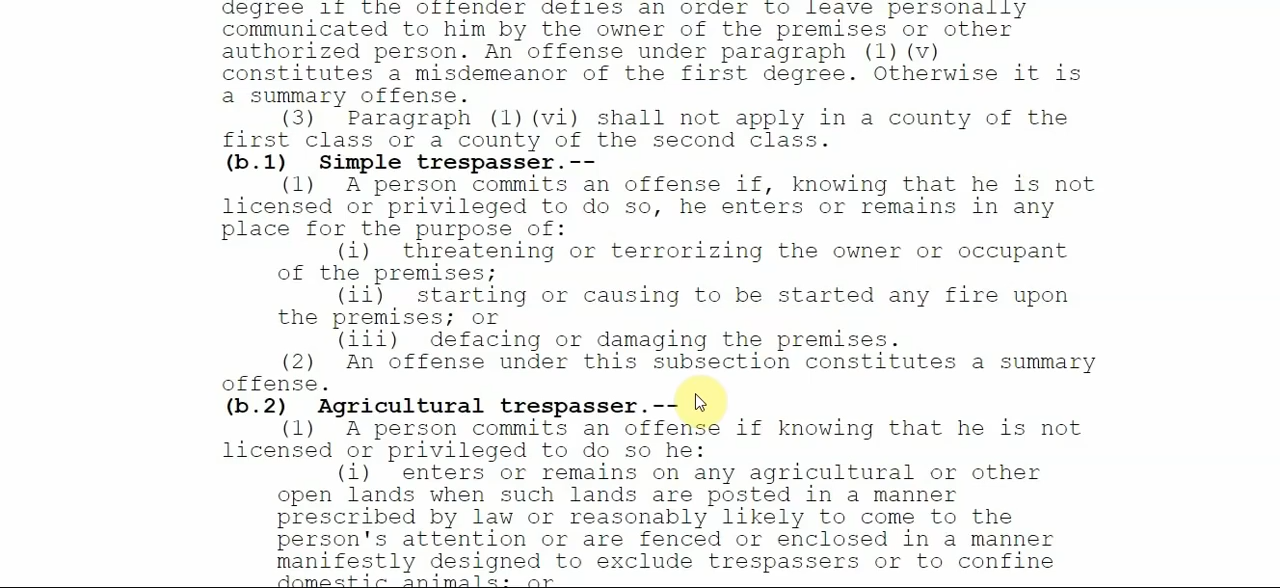 degree if the offender defies an order to leave personally
communicated to him by the owner of the premises or other
authorized person. An offense under paragraph (1)(v)
constitutes a misdemeanor of the first degree. Otherwise it is
a summary offense.
(3) Paragraph (1)(vi) shall not apply in a county of the
first class or a county of the second class.
(b.1) Simple trespasser.--
(1) A person commits an offense if, knowing that he is not
licensed or privileged to do so, he enters or remains in any
place for the purpose of:
(i) threatening or terrorizing the owner or occupant
of the premises;
(ii) starting or causing to be started any fire upon
the premises; or
(iii) defacing or damaging the premises.
(2) An offense under this subsection constitutes a summary
offense.
(b.2) Agricultural trespasser.--
(1) A person commits an offense if knowing that he is not
licensed or privileged to do so he:
(i) enters or remains on any agricultural or other
open lands when such lands are posted in a manner
prescribed by law or reasonably likely to come to the
person's attention or are fenced or enclosed in a manner
manifestly designed to exclude trespassers or to confine
domestic animals; or